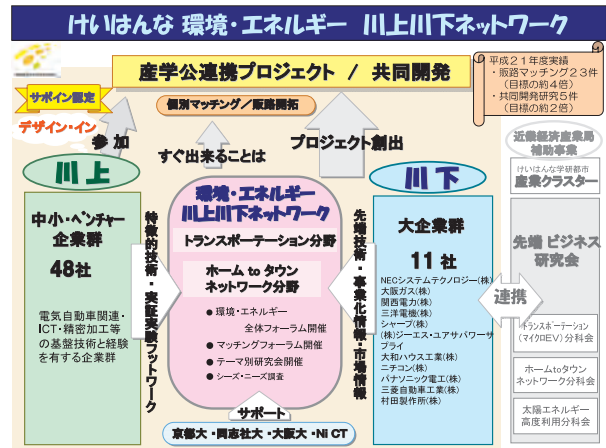 けいはんな 環境・エネルギー 川上川下ネットワーク
産学公連携プロジェクト / 共同開発
平成21年度実績
・販路マッチング23件
(目標の約4倍)
・共同開発研究5件
(目標の約2倍)
サポイン認定
デザイン・イン
個別マッチング/販路開拓
参加
すぐ出来ることは
プロジェクト創出
近畿経済産業局
補助事業
川上
中小・ベンチャー
企業群
48社
電気自動車関連・
ICT・精密加工等
の基盤技術と経験
を有する企業群
特徴的技術・実証実験フットワーク
環境・エネルギー
川上川下ネットワーク
トランスポーテーション分野
ホーム to タウン
ネットワーク分野
●環境・エネルギー
全体フォーラム開催
●マッチングフォーラム開催
●テーマ別研究会開催
●シーズ・ニーズ調査
サポート
京都大・同志社大・大阪大・NiCT
先端技術・事業化情報・市場情報
川下
大企業群
11社
NECシステムテクノロジー(株)
大阪ガス(株)
関西電力(株)
三洋電機(株)
シャープ(株)
(株)ジーエス・ユアサパワーサ
プライ
大和ハウス工業(株)
ニチコン(株)
パナソニック電工(株)
三菱自動車工業(株)
村田製作所(株)
連携
けいはんな学研都市
産業クラスター
先端 ビジネス
研究会
トランスポーテーション
(マイクロEV)分科会
ホームtoタウン
ネットワーク分科会
太陽エネルギー
高度利用分科会